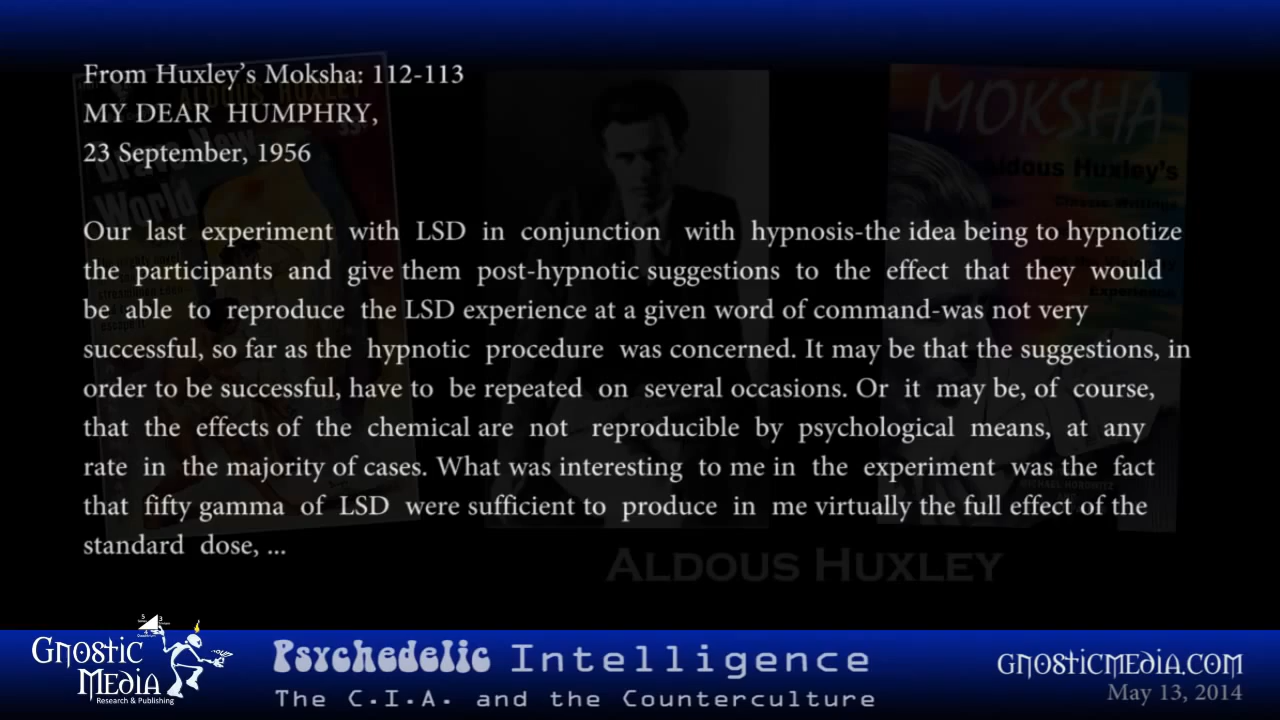 From Huxley's Moksha: 112-113
MY DEAR HUMPHRY,
23 September, 1956
Our last experiment with LSD in conjunction with hypnosis-the idea being to hypnotize
the participants and give them post-hypnotic suggestions to the effect that they would
be able to reproduce the LSD experience at a given word of command-was not very
successful, so far as the hypnotic procedure was concerned. It may be that the suggestions, in
order to be successful, have to be repeated on several occasions. Or it may be, of course,
that the effects of the chemical are not reproducible by psychological means, at any
rate in the majority of cases. What was interesting to me in the experiment was the fact
that fifty gamma of LSD were sufficient to produce in me virtually the full effect of the
standard dose, ...
ALDOUS HUXLEY
Brave New
World
MOKSHA
Aldous Huxley's
Experience
MICHAEL HOROWITZ
GNOSTIC
MEDIA
Research & Publishing
Psychedelic Intelligence
The C.I.A. and the Counterculture
GNOSTICMEDIA.COM
May 13, 2014